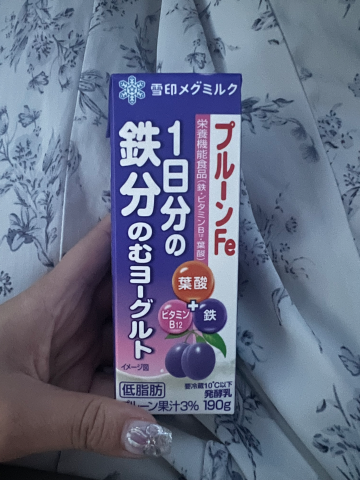 雪印メグミルク
プルーンFe
栄養機能食品(鉄・ビタミンB12・葉酸)
1日分の
鉄分のむヨーグルト
葉酸
+
ビタミン
B12
鉄
イメージ図
低脂肪
要冷蔵10℃以下
発酵乳
プルーン果汁3% 190g